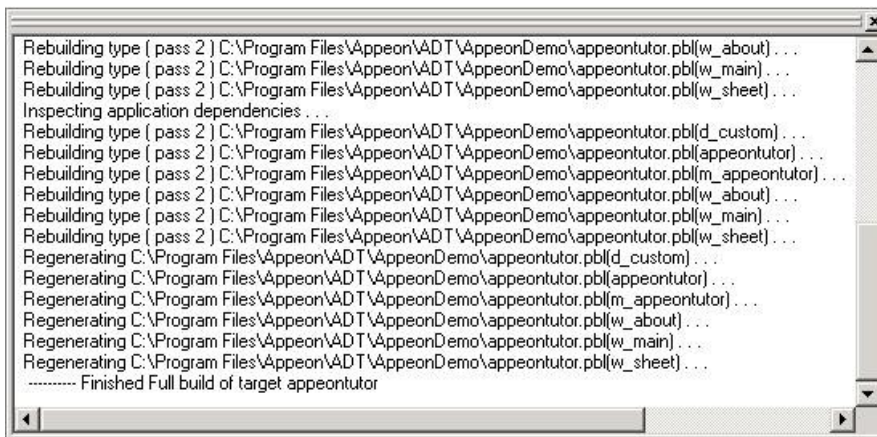 Rebuilding type ( pass 2 ) C:\Program Files\Appeon\ADT\AppeonDemo\appeontutor.pbl(w_about) . . .
Rebuilding type ( pass 2 ) C:\Program Files\Appeon\ADT\AppeonDemo\appeontutor.pbl(w_main) . . .
Rebuilding type ( pass 2 ) C:\Program Files\Appeon\ADT\AppeonDemo\appeontutor.pbl(w_sheet) . . .
Inspecting application dependencies . . .
Rebuilding type ( pass 2 ) C:\Program Files\Appeon\ADT\AppeonDemo\appeontutor.pbl(d_custom) . . .
Rebuilding type ( pass 2 ) C:\Program Files\Appeon\ADT\AppeonDemo\appeontutor.pbl(appeontutor) . . .
Rebuilding type ( pass 2 ) C:\Program Files\Appeon\ADT\AppeonDemo\appeontutor.pbl(m_appeontutor) . . .
Rebuilding type ( pass 2 ) C:\Program Files\Appeon\ADT\AppeonDemo\appeontutor.pbl(w_about) . . .
Rebuilding type ( pass 2 ) C:\Program Files\Appeon\ADT\AppeonDemo\appeontutor.pbl(w_main) . . .
Rebuilding type ( pass 2 ) C:\Program Files\Appeon\ADT\AppeonDemo\appeontutor.pbl(w_sheet) . . .
Regenerating C:\Program Files\Appeon\ADT\AppeonDemo\appeontutor.pbl(d_custom) . . .
Regenerating C:\Program Files\Appeon\ADT\AppeonDemo\appeontutor.pbl(appeontutor) . . .
Regenerating C:\Program Files\Appeon\ADT\AppeonDemo\appeontutor.pbl(m_appeontutor) . . .
Regenerating C:\Program Files\Appeon\ADT\AppeonDemo\appeontutor.pbl(w_about) . . .
Regenerating C:\Program Files\Appeon\ADT\AppeonDemo\appeontutor.pbl(w_main) . . .
Regenerating C:\Program Files\Appeon\ADT\AppeonDemo\appeontutor.pbl(w_sheet) . . .
---------- Finished Full build of target appeontutor